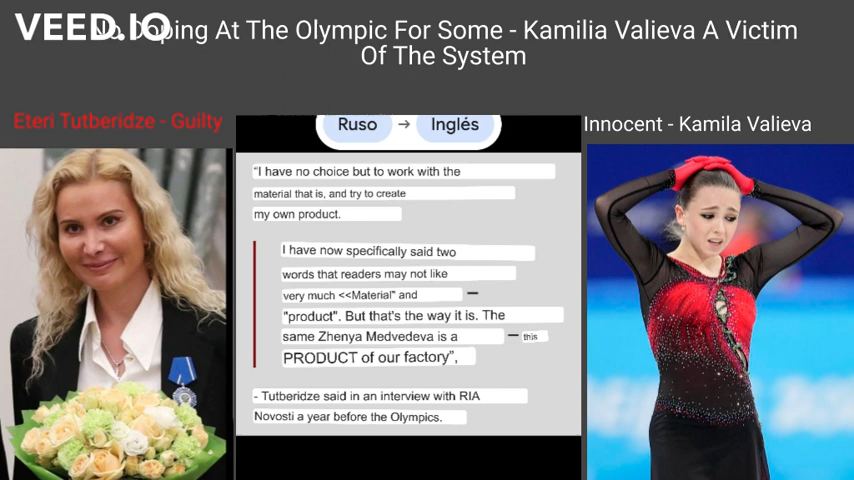 VEED.IO
No Doping At The Olympic For Some - Kamilia Valieva A Victim
Of The System
Eteri Tutberidze - Guilty
Ruso → Inglés
Innocent - Kamila Valieva
“I have no choice but to work with the
material that is, and try to create
my own product.
I have now specifically said two
words that readers may not like
very much <<Material" and —
"product". But that's the way it is. The
same Zhenya Medvedeva is a — this
PRODUCT of our factory”,
- Tutberidze said in an interview with RIA
Novosti a year before the Olympics.